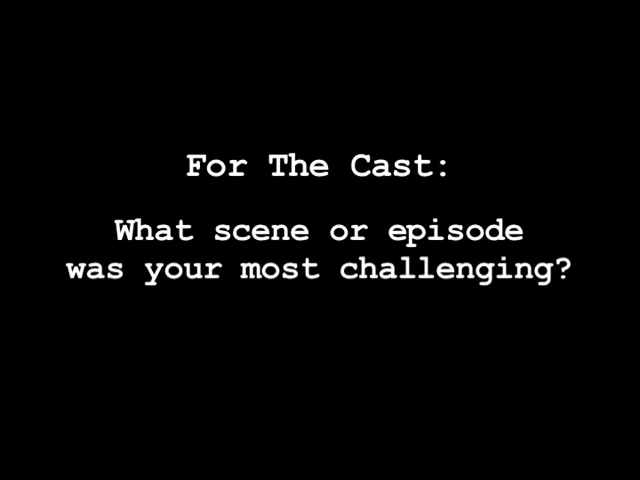 For The Cast:
What scene or episode
was your most challenging?